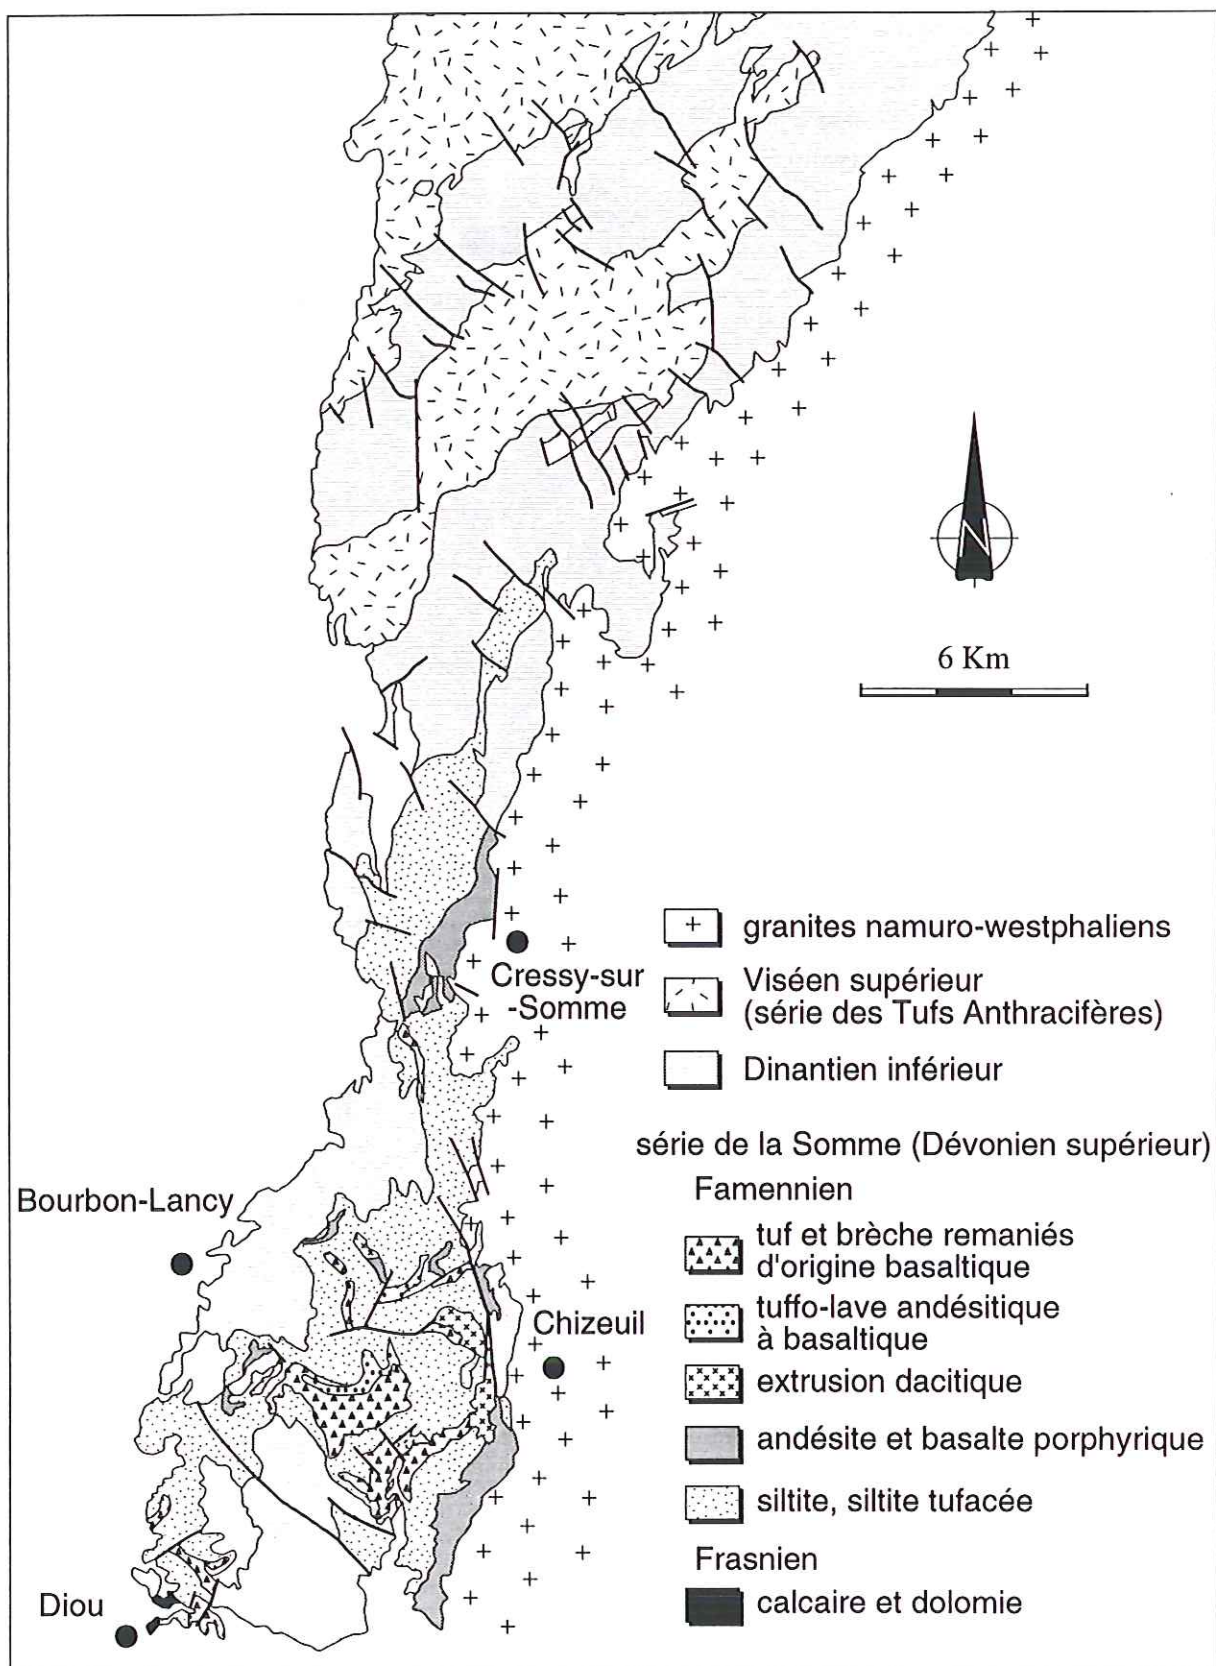 N
6 Km
granites namuro-westphaliens
Cressy-sur
-Somme
Viséen supérieur
(série des Tufs Anthracifères)
Dinantien inférieur
série de la Somme (Dévonien supérieur)
Famennien
Bourbon-Lancy
tuf et brèche remaniés
d'origine basaltique
Chizeuil
tuffo-lave andésitique
à basaltique
extrusion dacitique
andésite et basalte porphyrique
siltite, siltite tufacée
Frasnien
Diou
calcaire et dolomie